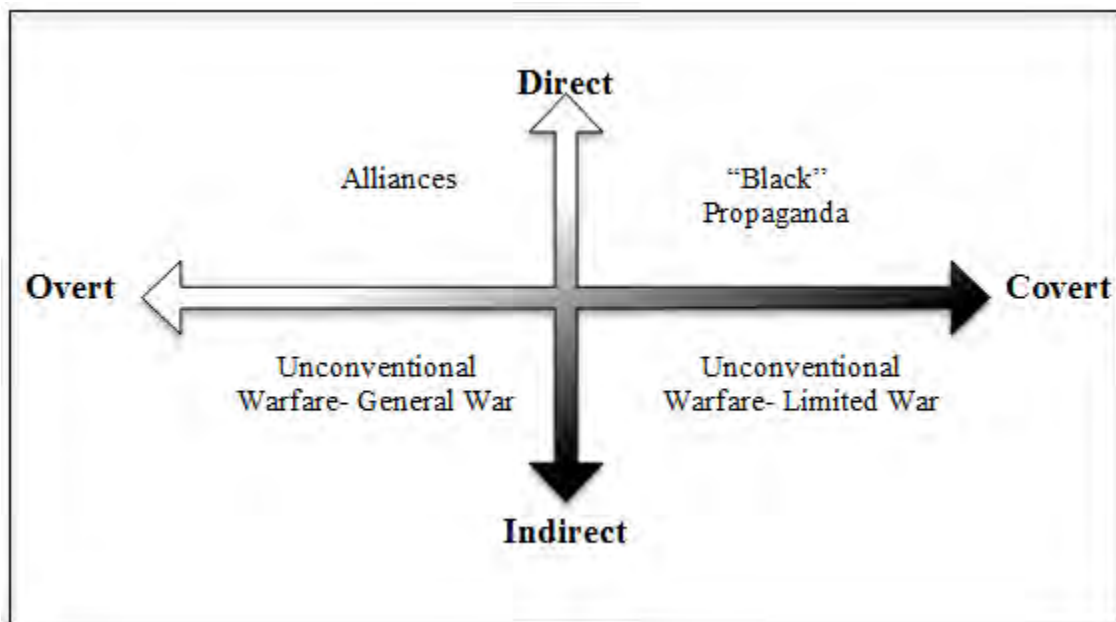 Direct
Alliances
“Black”
Propaganda
Overt
Covert
Unconventional
Warfare- General War
Unconventional
Warfare- Limited War
Indirect